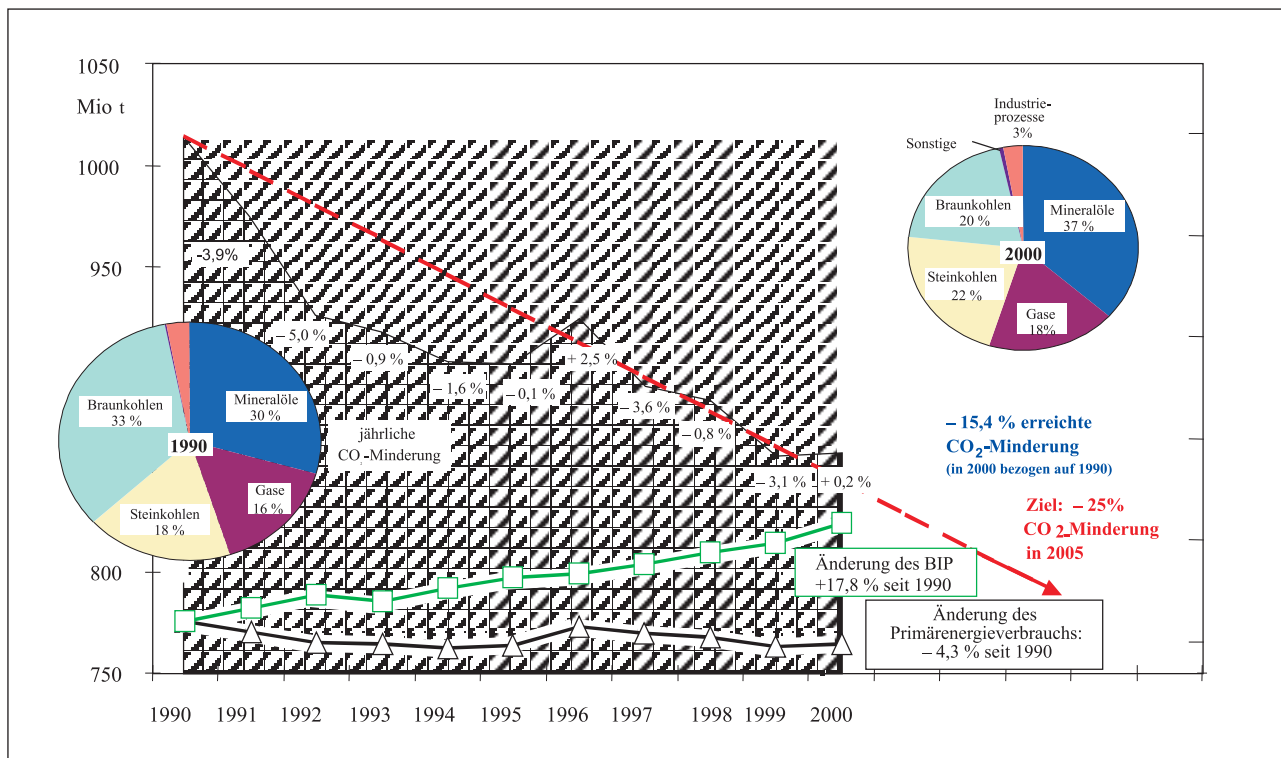 1050
Mio t
1000
950
800
750
1990 1991 1992 1993 1994 1995 1996 1997 1998 1999 2000
-3,9%
– 5,0 %
– 0,9 %
– 1,6 %
– 0,1 %
+ 2,5 %
– 3,6 %
– 0,8 %
– 3,1 %
+ 0,2 %
jährliche
CO2-Minderung
1990
Mineralöle
30 %
Gase
16 %
Steinkohlen
18 %
Braunkohlen
33 %
2000
Industrie-
prozesse
3%
Sonstige
Mineralöle
37 %
Gase
18%
Steinkohlen
22 %
Braunkohlen
20 %
– 15,4 % erreichte
CO2-Minderung
(in 2000 bezogen auf 1990)
Ziel: – 25%
CO 2-Minderung
in 2005
Änderung des BIP
+17,8 % seit 1990
Änderung des
Primärenergieverbrauchs:
– 4,3 % seit 1990